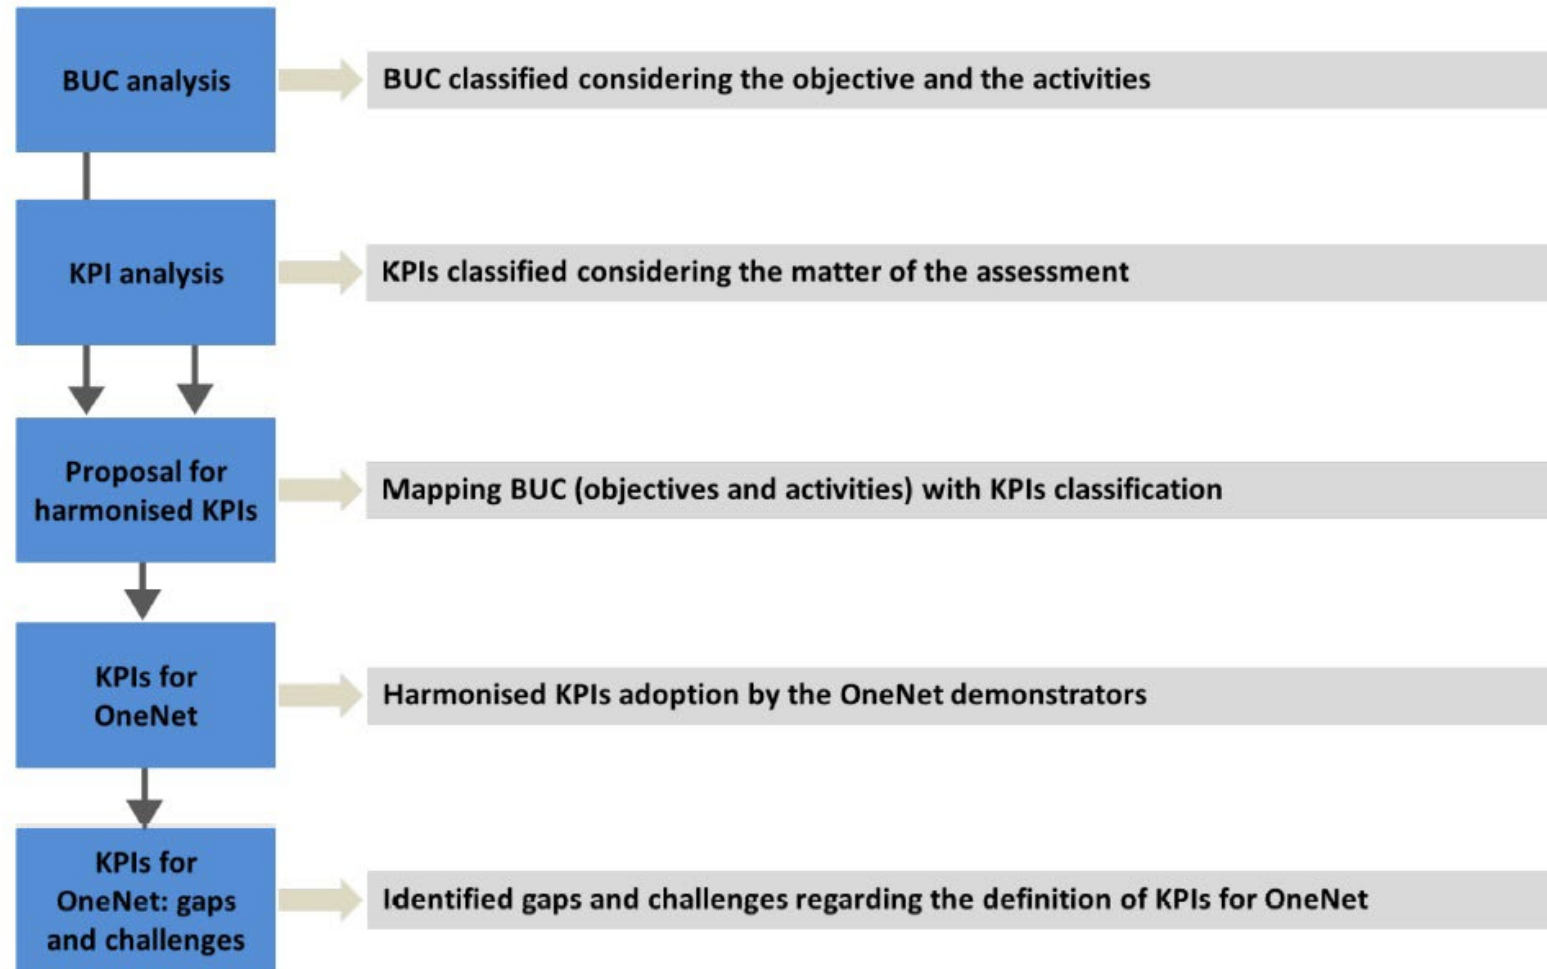 BUC analysis
BUC classified considering the objective and the activities
KPI analysis
KPIs classified considering the matter of the assessment
Proposal for
harmonised KPIs
Mapping BUC (objectives and activities) with KPIs classification
KPIs for
OneNet
Harmonised KPIs adoption by the OneNet demonstrators
KPIs for
OneNet: gaps
and challenges
Identified gaps and challenges regarding the definition of KPIs for OneNet